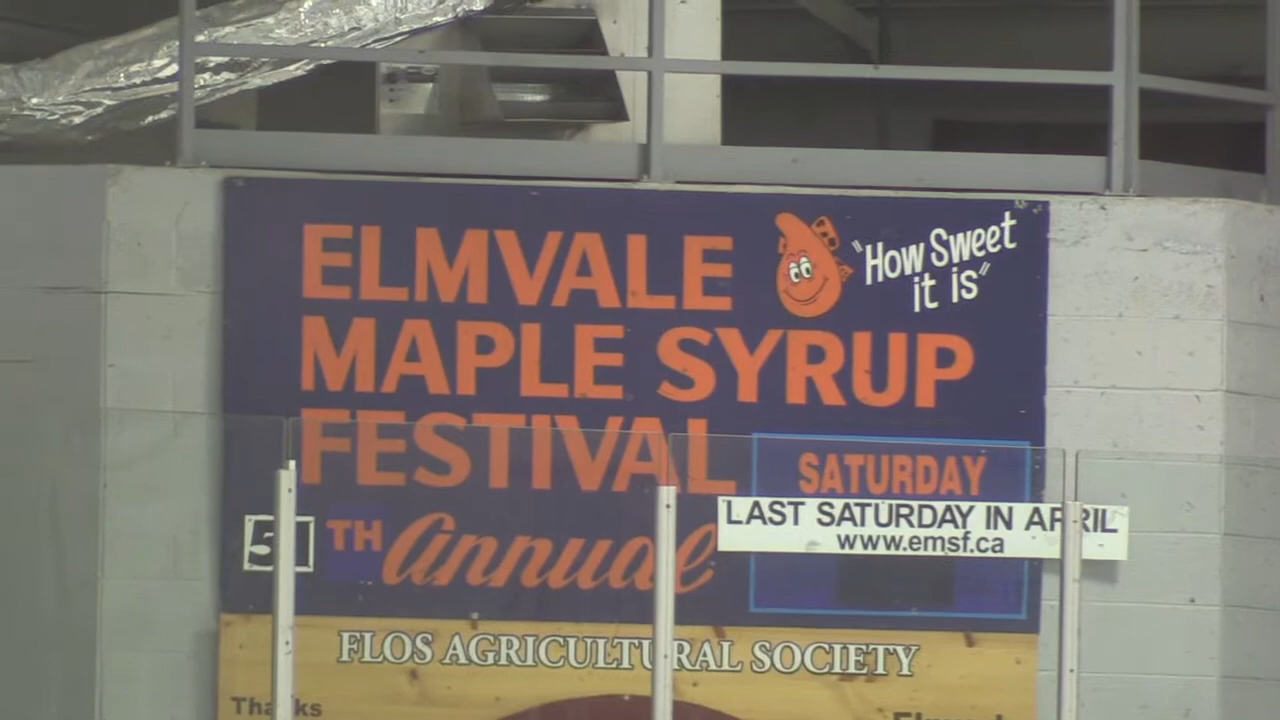 ELMVALE
"How Sweet
it is"
MAPLE SYRUP
FESTIVAL
SATURDAY
LAST SATURDAY IN APRIL
www.emsf.ca
TH annual
FLOS AGRICULTURAL SOCIETY
Thanks